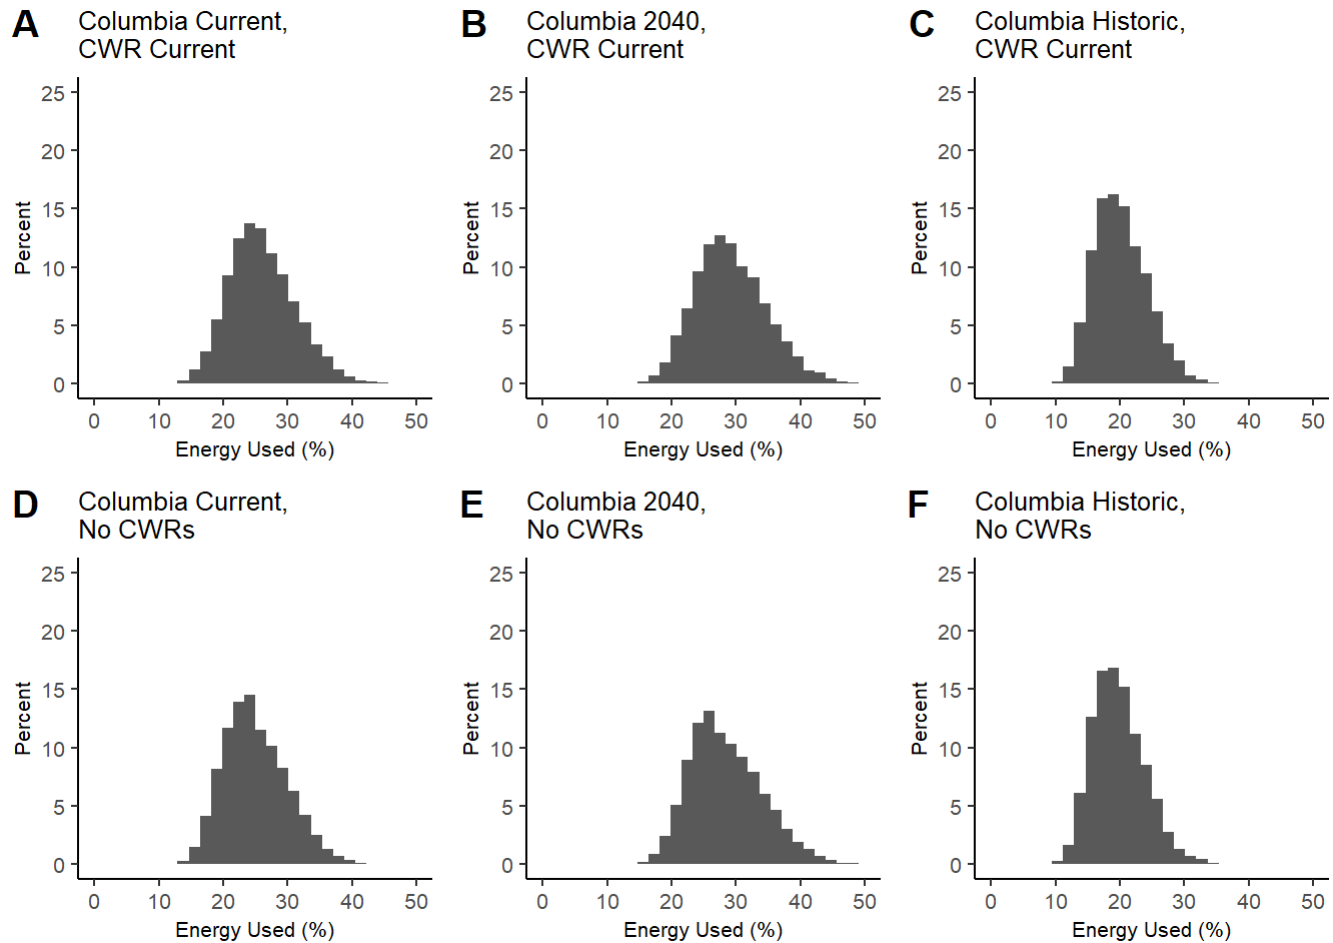 A Columbia Current,
CWR Current
25
20
15
10
5
0
Percent
0 10 20 30 40 50
Energy Used (%)
B Columbia 2040,
CWR Current
25
20
15
10
5
0
Percent
0 10 20 30 40 50
Energy Used (%)
C Columbia Historic,
CWR Current
25
20
15
10
5
0
Percent
0 10 20 30 40 50
Energy Used (%)
D Columbia Current,
No CWRs
25
20
15
10
5
0
Percent
0 10 20 30 40 50
Energy Used (%)
E Columbia 2040,
No CWRs
25
20
15
10
5
0
Percent
0 10 20 30 40 50
Energy Used (%)
F Columbia Historic,
No CWRs
25
20
15
10
5
0
Percent
0 10 20 30 40 50
Energy Used (%)